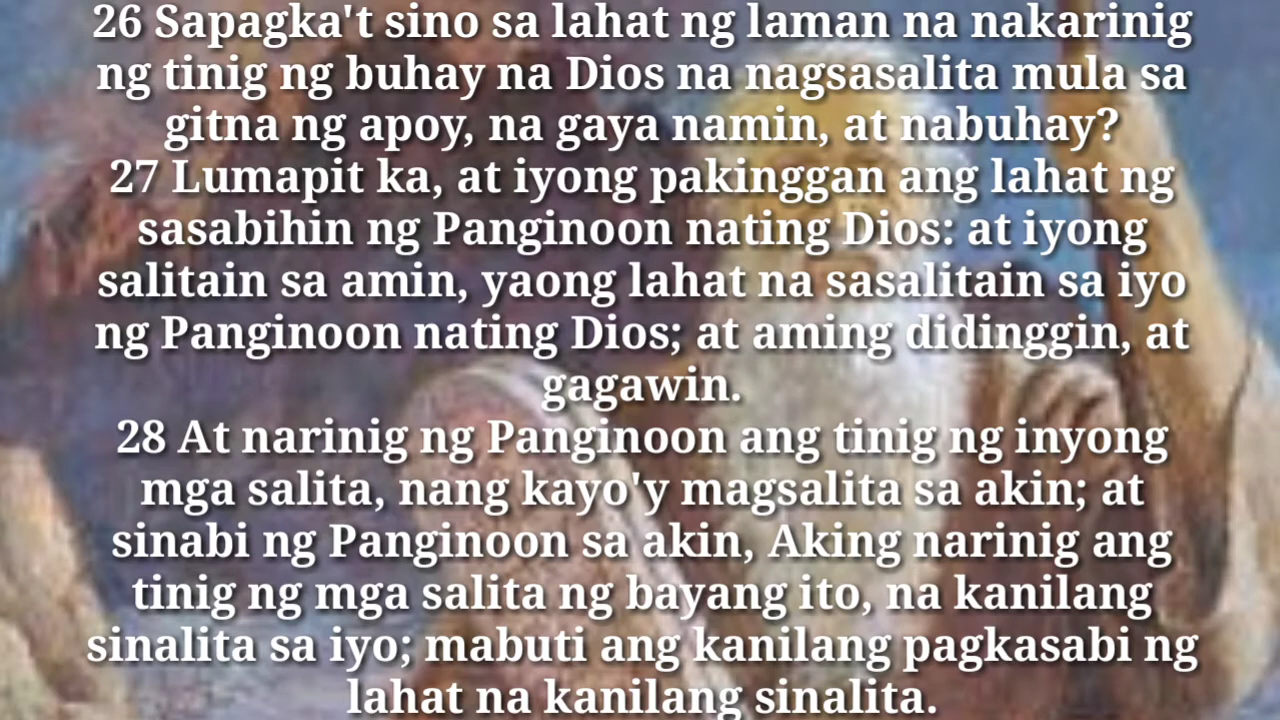 26 Sapagka't sino sa lahat ng laman na nakarinig
ng tinig ng buhay na Dios na nagsasalita mula sa
gitna ng apoy, na gaya namin, at nabuhay?
27 Lumapit ka, at iyong pakinggan ang lahat ng
sasabihin ng Panginoon nating Dios: at iyong
salitain sa amin, yaong lahat na sasalitain sa iyo
ng Panginoon nating Dios; at aming didinggin, at
gagawin.
28 At narinig ng Panginoon ang tinig ng inyong
mga salita, nang kayo'y magsalita sa akin; at
sinabi ng Panginoon sa akin, Aking narinig ang
tinig ng mga salita ng bayang ito, na kanilang
sinalita sa iyo; mabuti ang kanilang pagkasabi ng
lahat na kanilang sinalita.